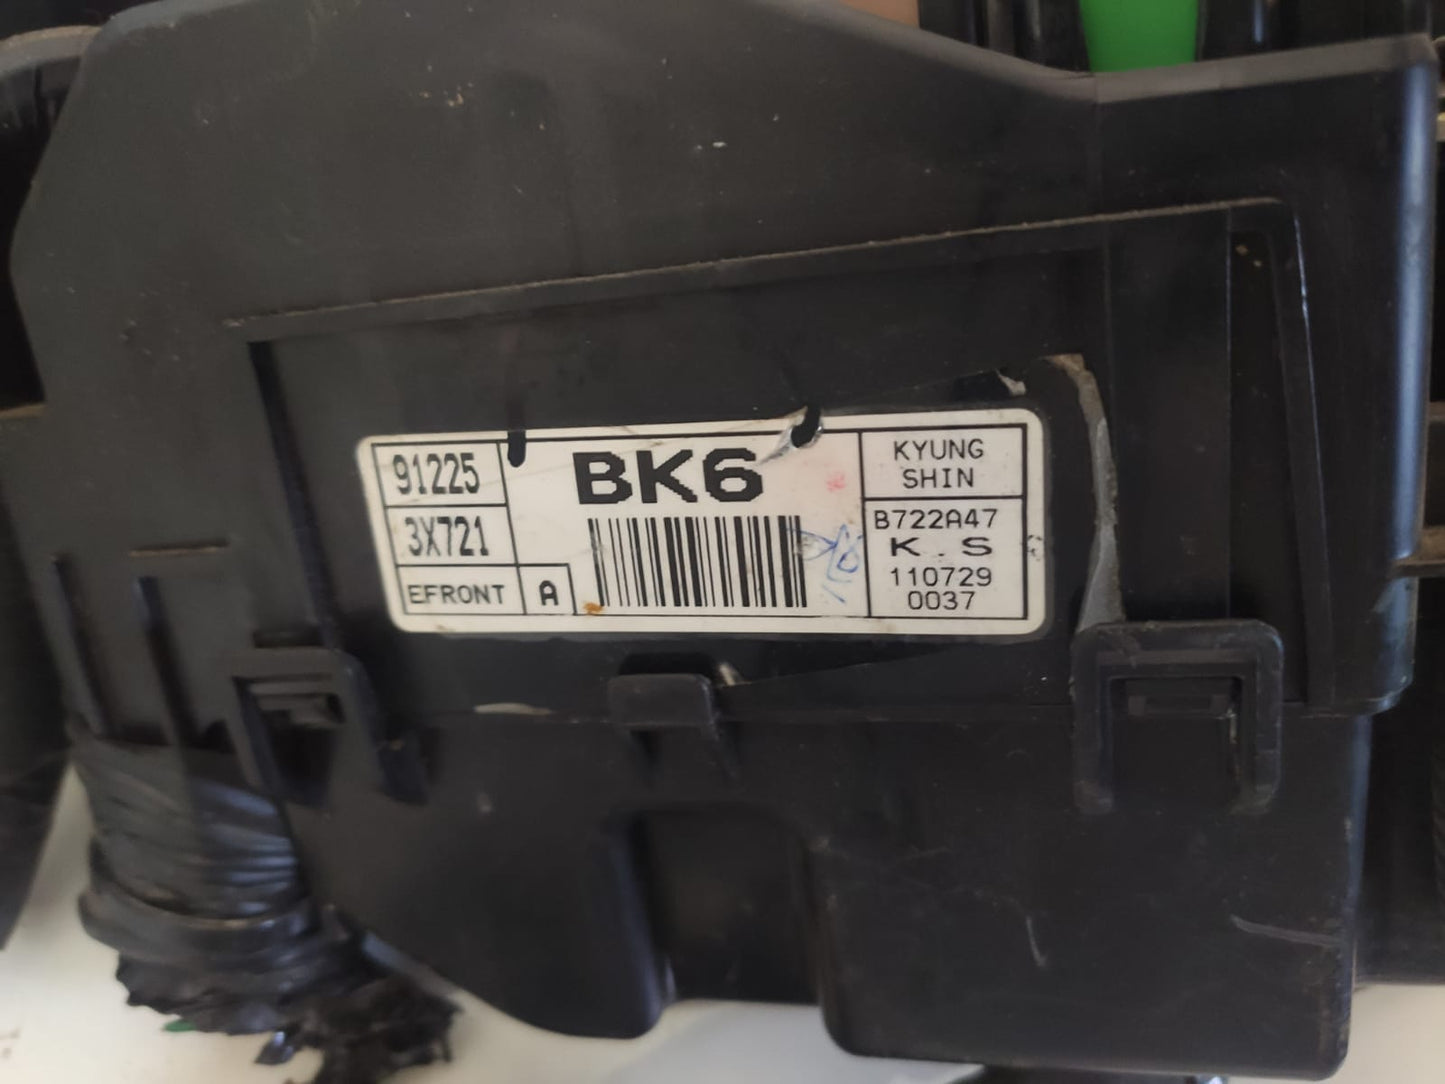 91225
3X721
EFRONT
A
BK6
KYUNG
SHIN
B722A47
K.S
110729
0037